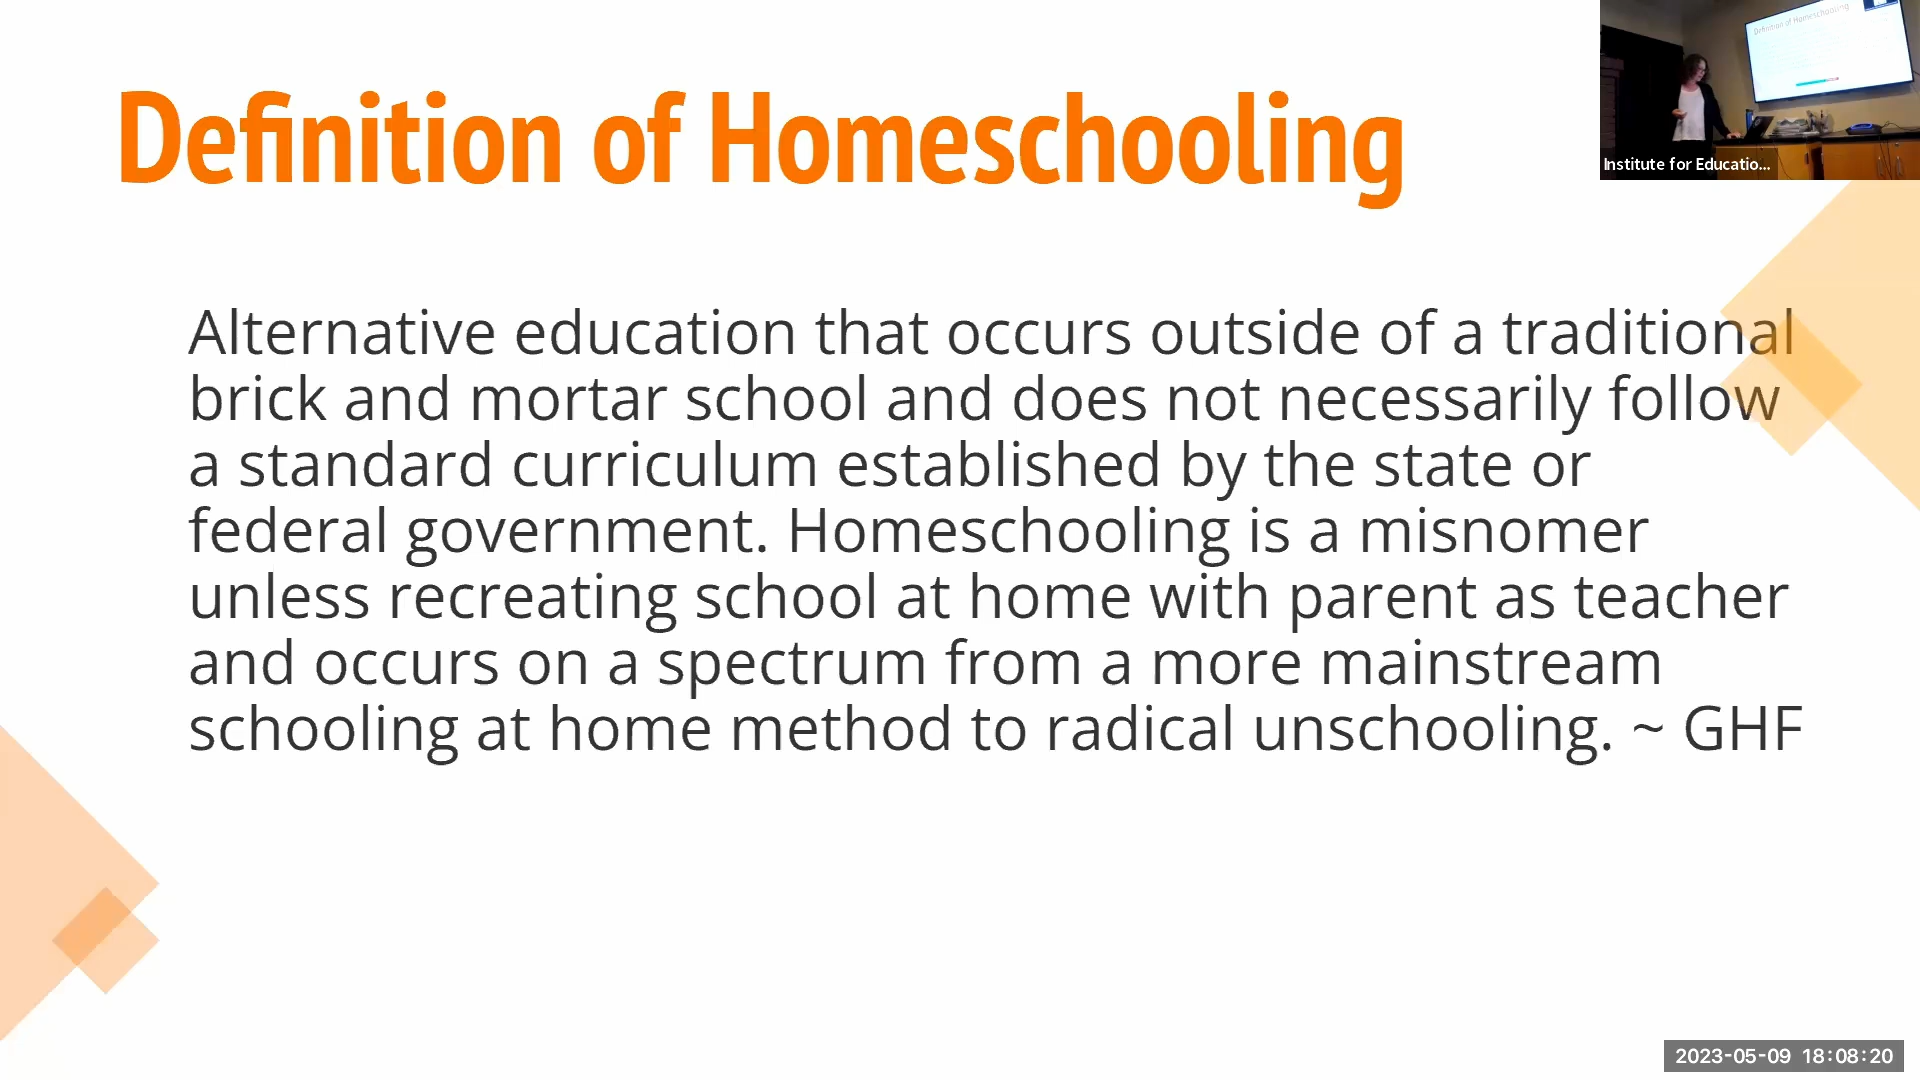 Definition of Homeschooling
Definition of Homeschooling
Institute for Educatio...
Alternative education that occurs outside of a traditional
brick and mortar school and does not necessarily follow
a standard curriculum established by the state or
federal government. Homeschooling is a misnomer
unless recreating school at home with parent as teacher
and occurs on a spectrum from a more mainstream
schooling at home method to radical unschooling. ~ GHF
2023-05-09 18:08:20